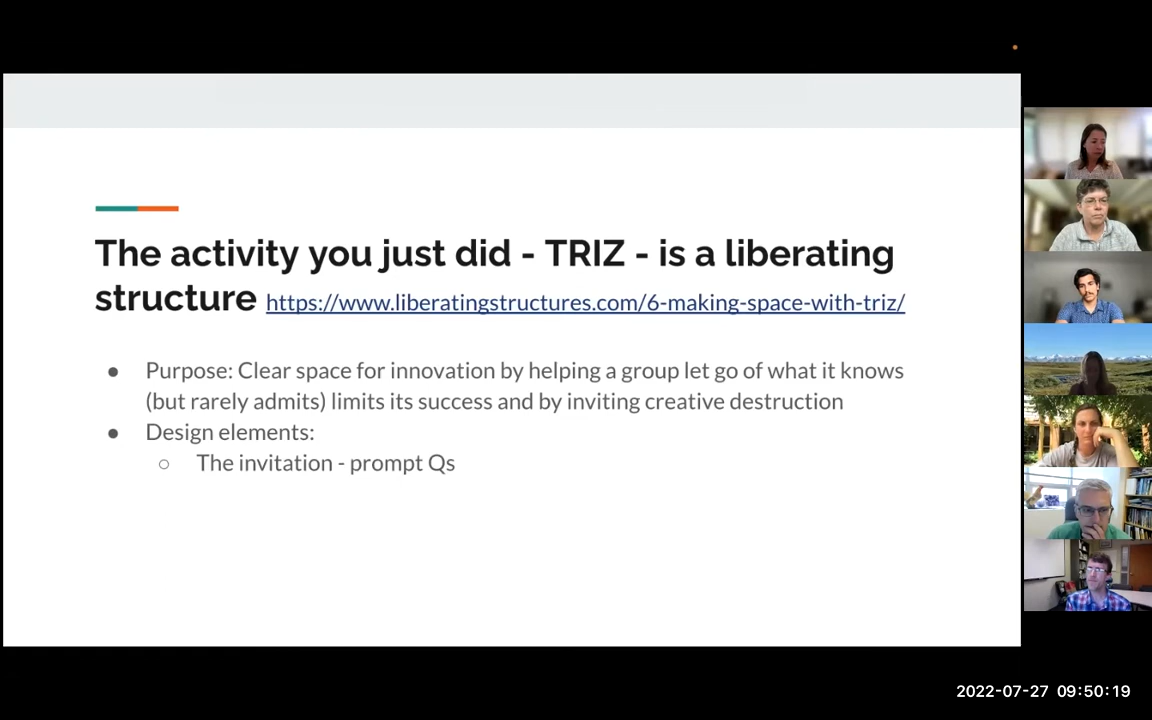 The activity you just did - TRIZ - is a liberating
structure https://www.liberatingstructures.com/6-making-space-with-triz/
● Purpose: Clear space for innovation by helping a group let go of what it knows
(but rarely admits) limits its success and by inviting creative destruction
● Design elements:
○ The invitation - prompt Qs
2022-07-27 09:50:19